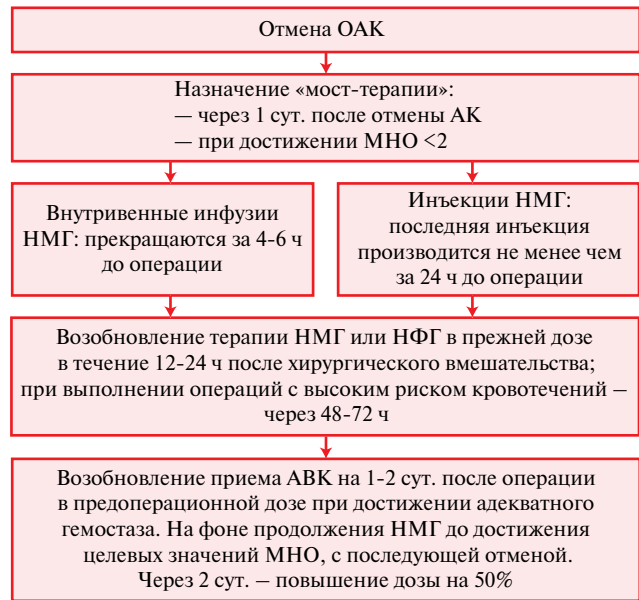 Отмена ОАК
Назначение «мост-терапии»:
— через 1 сут. после отмены АК
— при достижении МНО <2
Внутривенные инфузии
НМГ: прекращаются за 4-6 ч
до операции
Инъекции НМГ:
последняя инъекция
производится не менее чем
за 24 ч до операции
Возобновление терапии НМГ или НФГ в прежней дозе
в течение 12-24 ч после хирургического вмешательства;
при выполнении операций с высоким риском кровотечений —
через 48-72 ч
Возобновление приема АВК на 1-2 сут. после операции
в предоперационной дозе при достижении адекватного
гемостаза. На фоне продолжения НМГ до достижения
целевых значений МНО, с последующей отменой.
Через 2 сут. — повышение дозы на 50%